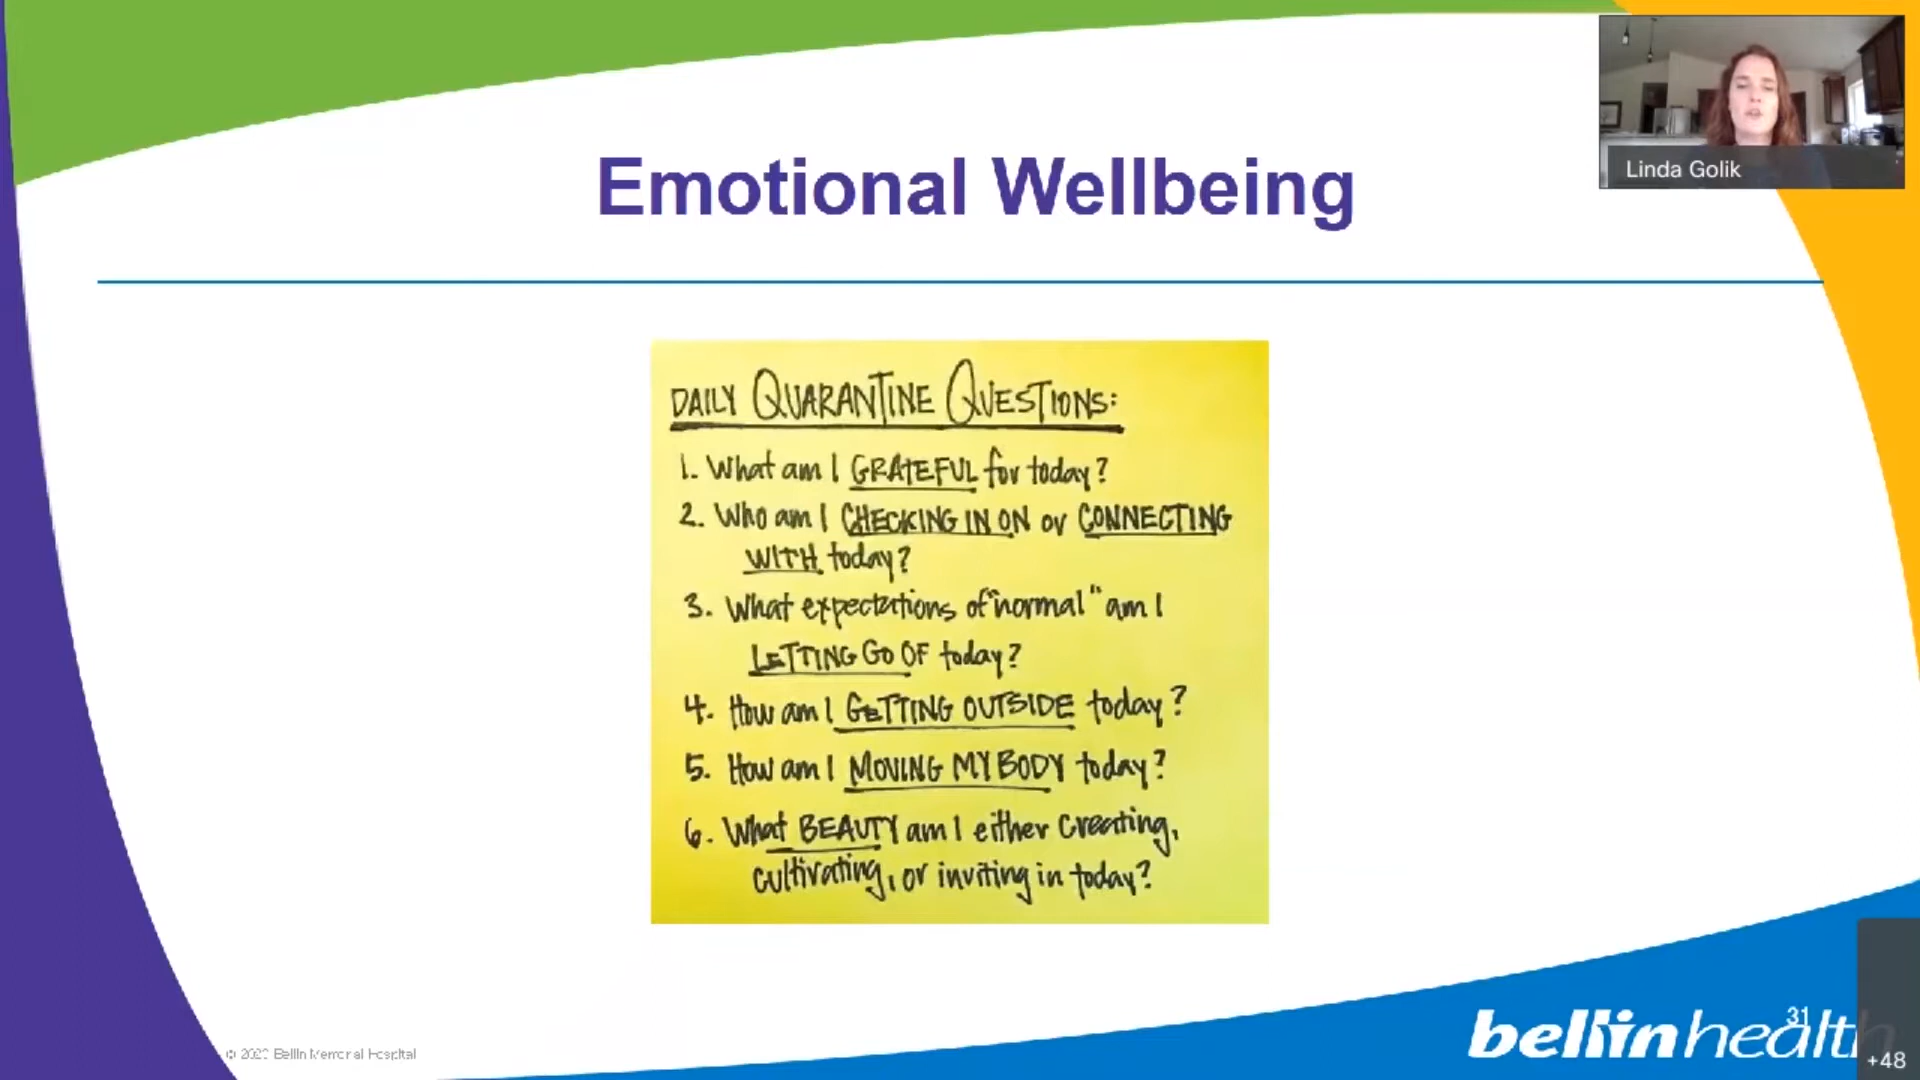 Linda Golik
Emotional Wellbeing
DAILY QUARANTINE QUESTIONS:
1. What am I GRATEFUL for today?
2. Who am I CHECKING IN ON or CONNECTING
WITH today?
3. What expectations of "normal" am I
LETTING GO OF today?
4. How am I GETTING OUTSIDE today?
5. How am I MOVING MY BODY today?
6. What BEAUTY am I either creating,
cultivating, or inviting in today?
© 2020 Bellin Memorial Hospital
31
bellinhealth
+48